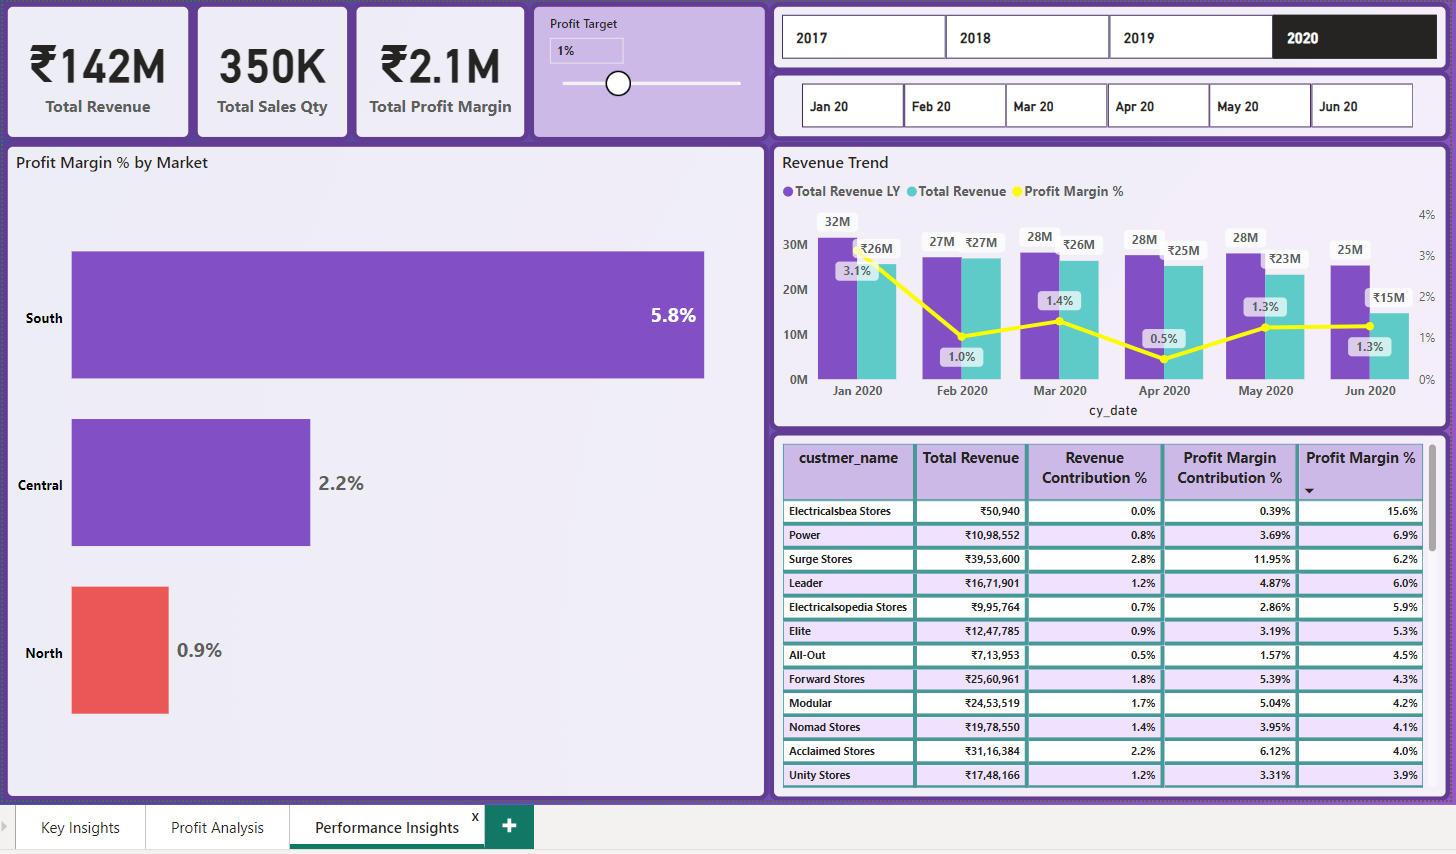 ₹142M
Total Revenue
350K
Total Sales Qty
₹2.1M
Total Profit Margin
Profit Target
1%
2017 2018 2019 2020
Jan 20 Feb 20 Mar 20 Apr 20 May 20 Jun 20
Profit Margin % by Market
South 5.8%
Central 2.2%
North 0.9%
Revenue Trend
Total Revenue LY Total Revenue Profit Margin %
30M
20M
10M
0M
4%
3%
2%
1%
0%
32M ₹26M 3.1%
27M ₹27M 1.0%
28M ₹26M 1.4%
28M ₹25M 0.5%
28M ₹23M 1.3%
25M ₹15M 1.3%
Jan 2020 Feb 2020 Mar 2020 Apr 2020 May 2020 Jun 2020
cy_date
custmer_name Total Revenue Revenue Contribution % Profit Margin Contribution % Profit Margin %
Electricalsbea Stores ₹50,940 0.0% 0.39% 15.6%
Power ₹10,98,552 0.8% 3.69% 6.9%
Surge Stores ₹39,53,600 2.8% 11.95% 6.2%
Leader ₹16,71,901 1.2% 4.87% 6.0%
Electricalsopedia Stores ₹9,95,764 0.7% 2.86% 5.9%
Elite ₹12,47,785 0.9% 3.19% 5.3%
All-Out ₹7,13,953 0.5% 1.57% 4.5%
Forward Stores ₹25,60,961 1.8% 5.39% 4.3%
Modular ₹24,53,519 1.7% 5.04% 4.2%
Nomad Stores ₹19,78,550 1.4% 3.95% 4.1%
Acclaimed Stores ₹31,16,384 2.2% 6.12% 4.0%
Unity Stores ₹17,48,166 1.2% 3.31% 3.9%
Key Insights Profit Analysis Performance Insights x +